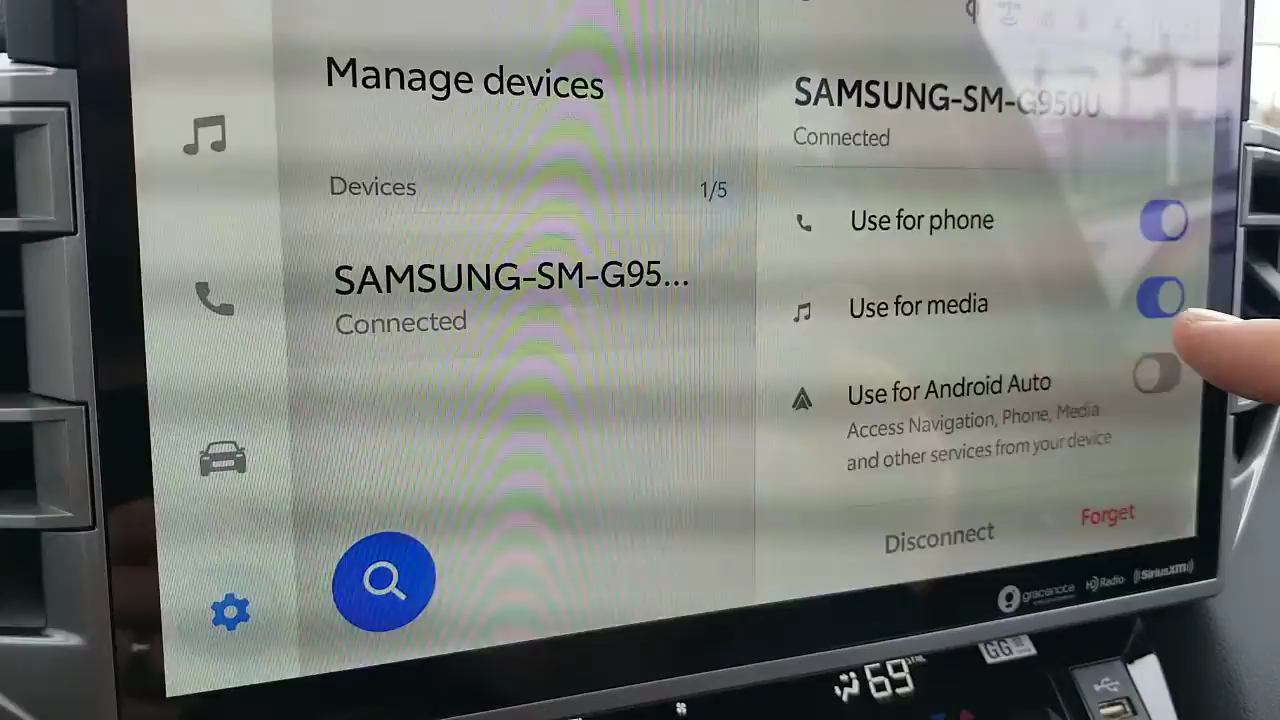 Manage devices
Devices
1/5
SAMSUNG-SM-G95...
Connected
SAMSUNG-SM-G950U
Connected
Use for phone
Use for media
Use for Android Auto
Access Navigation, Phone, Media
and other services from your device
Disconnect
Forget
gracenote
HD Radio
SiriusXM
69